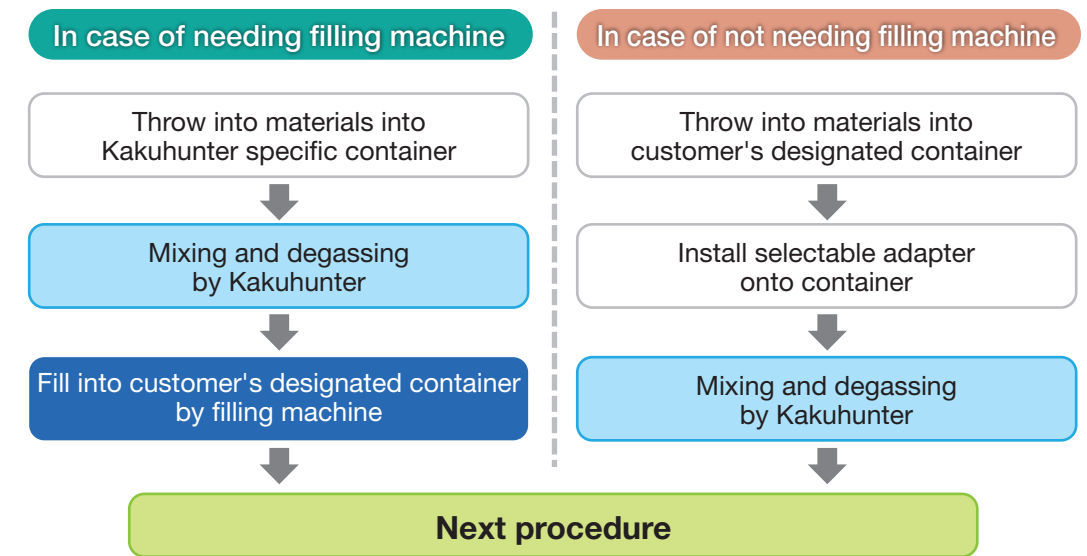 In case of needing filling machine
Throw into materials into
Kakuhunter specific container
Mixing and degassing
by Kakuhunter
Fill into customer's designated container
by filling machine
In case of not needing filling machine
Throw into materials into
customer's designated container
Install selectable adapter
onto container
Mixing and degassing
by Kakuhunter
Next procedure